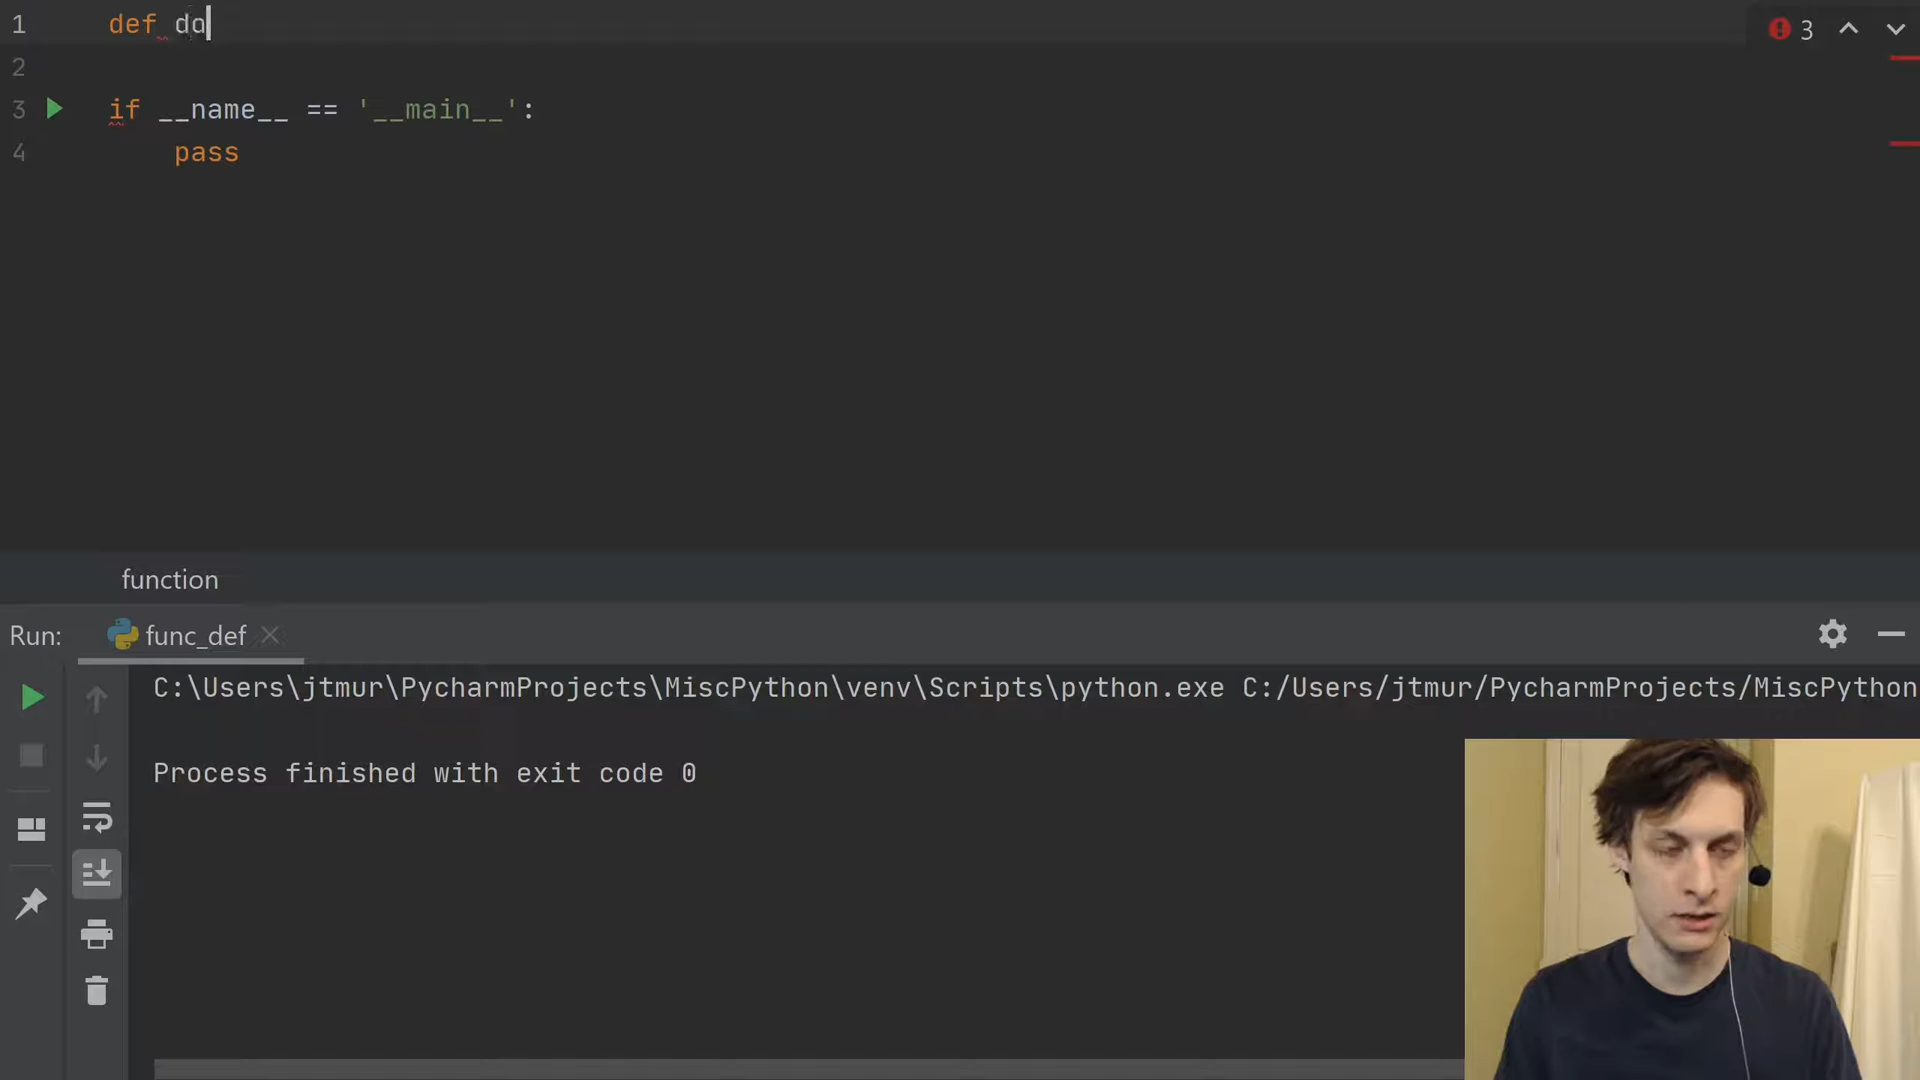 1 def do
3
2
3 if __name__ == '__main__':
4 pass
function
Run: func_def
C:\Users\jtmur\PycharmProjects\MiscPython\venv\Scripts\python.exe C:/Users/jtmur/PycharmProjects/MiscPython
Process finished with exit code 0